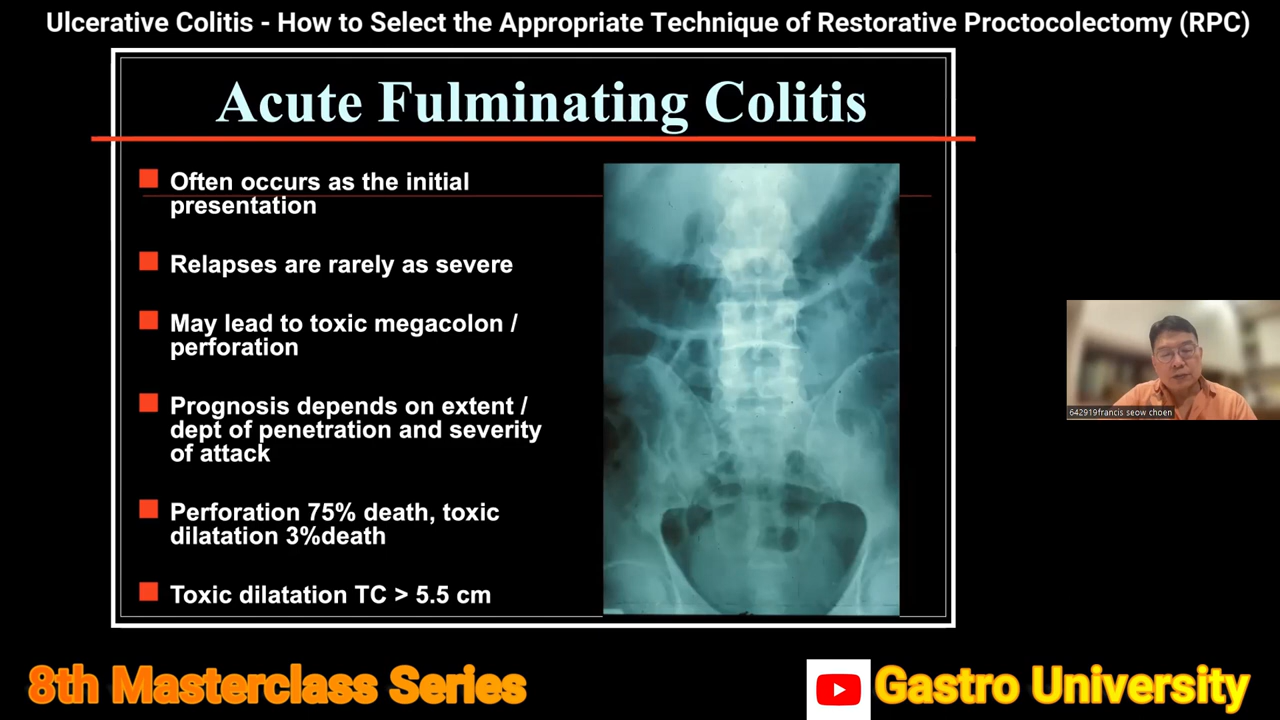 Ulcerative Colitis - How to Select the Appropriate Technique of Restorative Proctocolectomy (RPC)
Acute Fulminating Colitis
Often occurs as the initial
presentation
Relapses are rarely as severe
May lead to toxic megacolon /
perforation
Prognosis depends on extent /
dept of penetration and severity
of attack
Perforation 75% death, toxic
dilatation 3%death
Toxic dilatation TC > 5.5 cm
642919francis seow choen
8th Masterclass Series
Gastro University